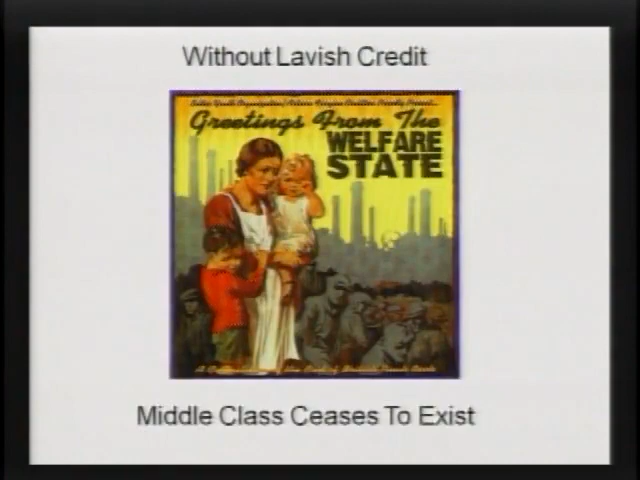 Without Lavish Credit
Greetings From The
WELFARE
STATE
Middle Class Ceases To Exist